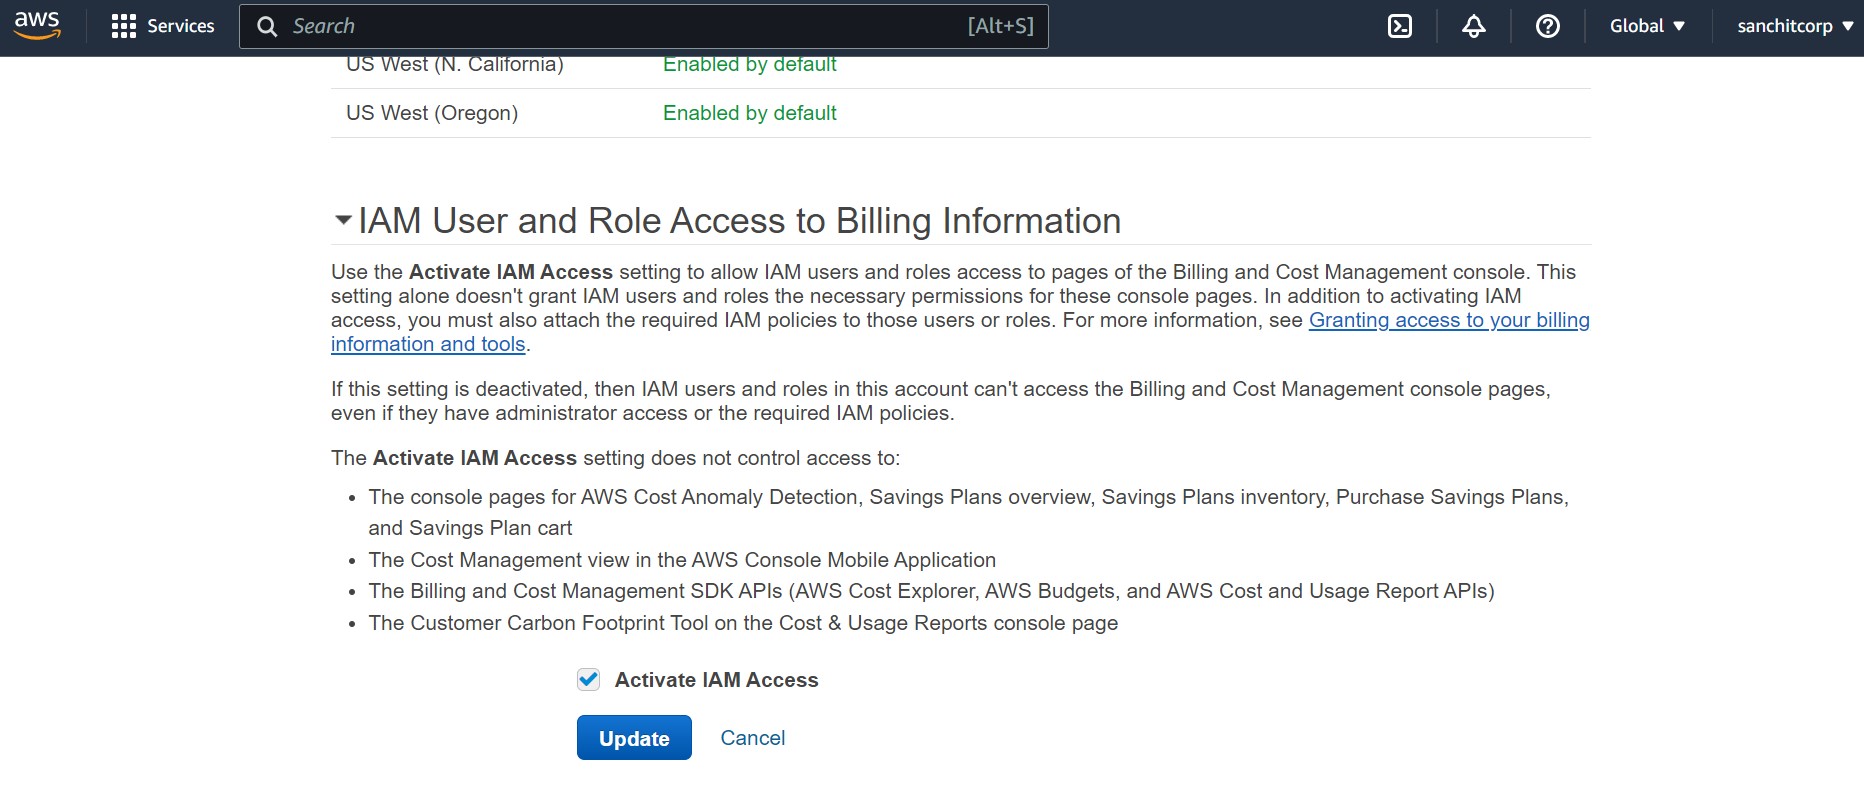 aws Services Search [Alt+S] Global sanchitcorp
US West (N. California) Enabled by default
US West (Oregon) Enabled by default
IAM User and Role Access to Billing Information
Use the Activate IAM Access setting to allow IAM users and roles access to pages of the Billing and Cost Management console. This
setting alone doesn't grant IAM users and roles the necessary permissions for these console pages. In addition to activating IAM
access, you must also attach the required IAM policies to those users or roles. For more information, see Granting access to your billing
information and tools.
If this setting is deactivated, then IAM users and roles in this account can't access the Billing and Cost Management console pages,
even if they have administrator access or the required IAM policies.
The Activate IAM Access setting does not control access to:
• The console pages for AWS Cost Anomaly Detection, Savings Plans overview, Savings Plans inventory, Purchase Savings Plans,
and Savings Plan cart
• The Cost Management view in the AWS Console Mobile Application
• The Billing and Cost Management SDK APIs (AWS Cost Explorer, AWS Budgets, and AWS Cost and Usage Report APIs)
• The Customer Carbon Footprint Tool on the Cost & Usage Reports console page
Activate IAM Access
Update Cancel